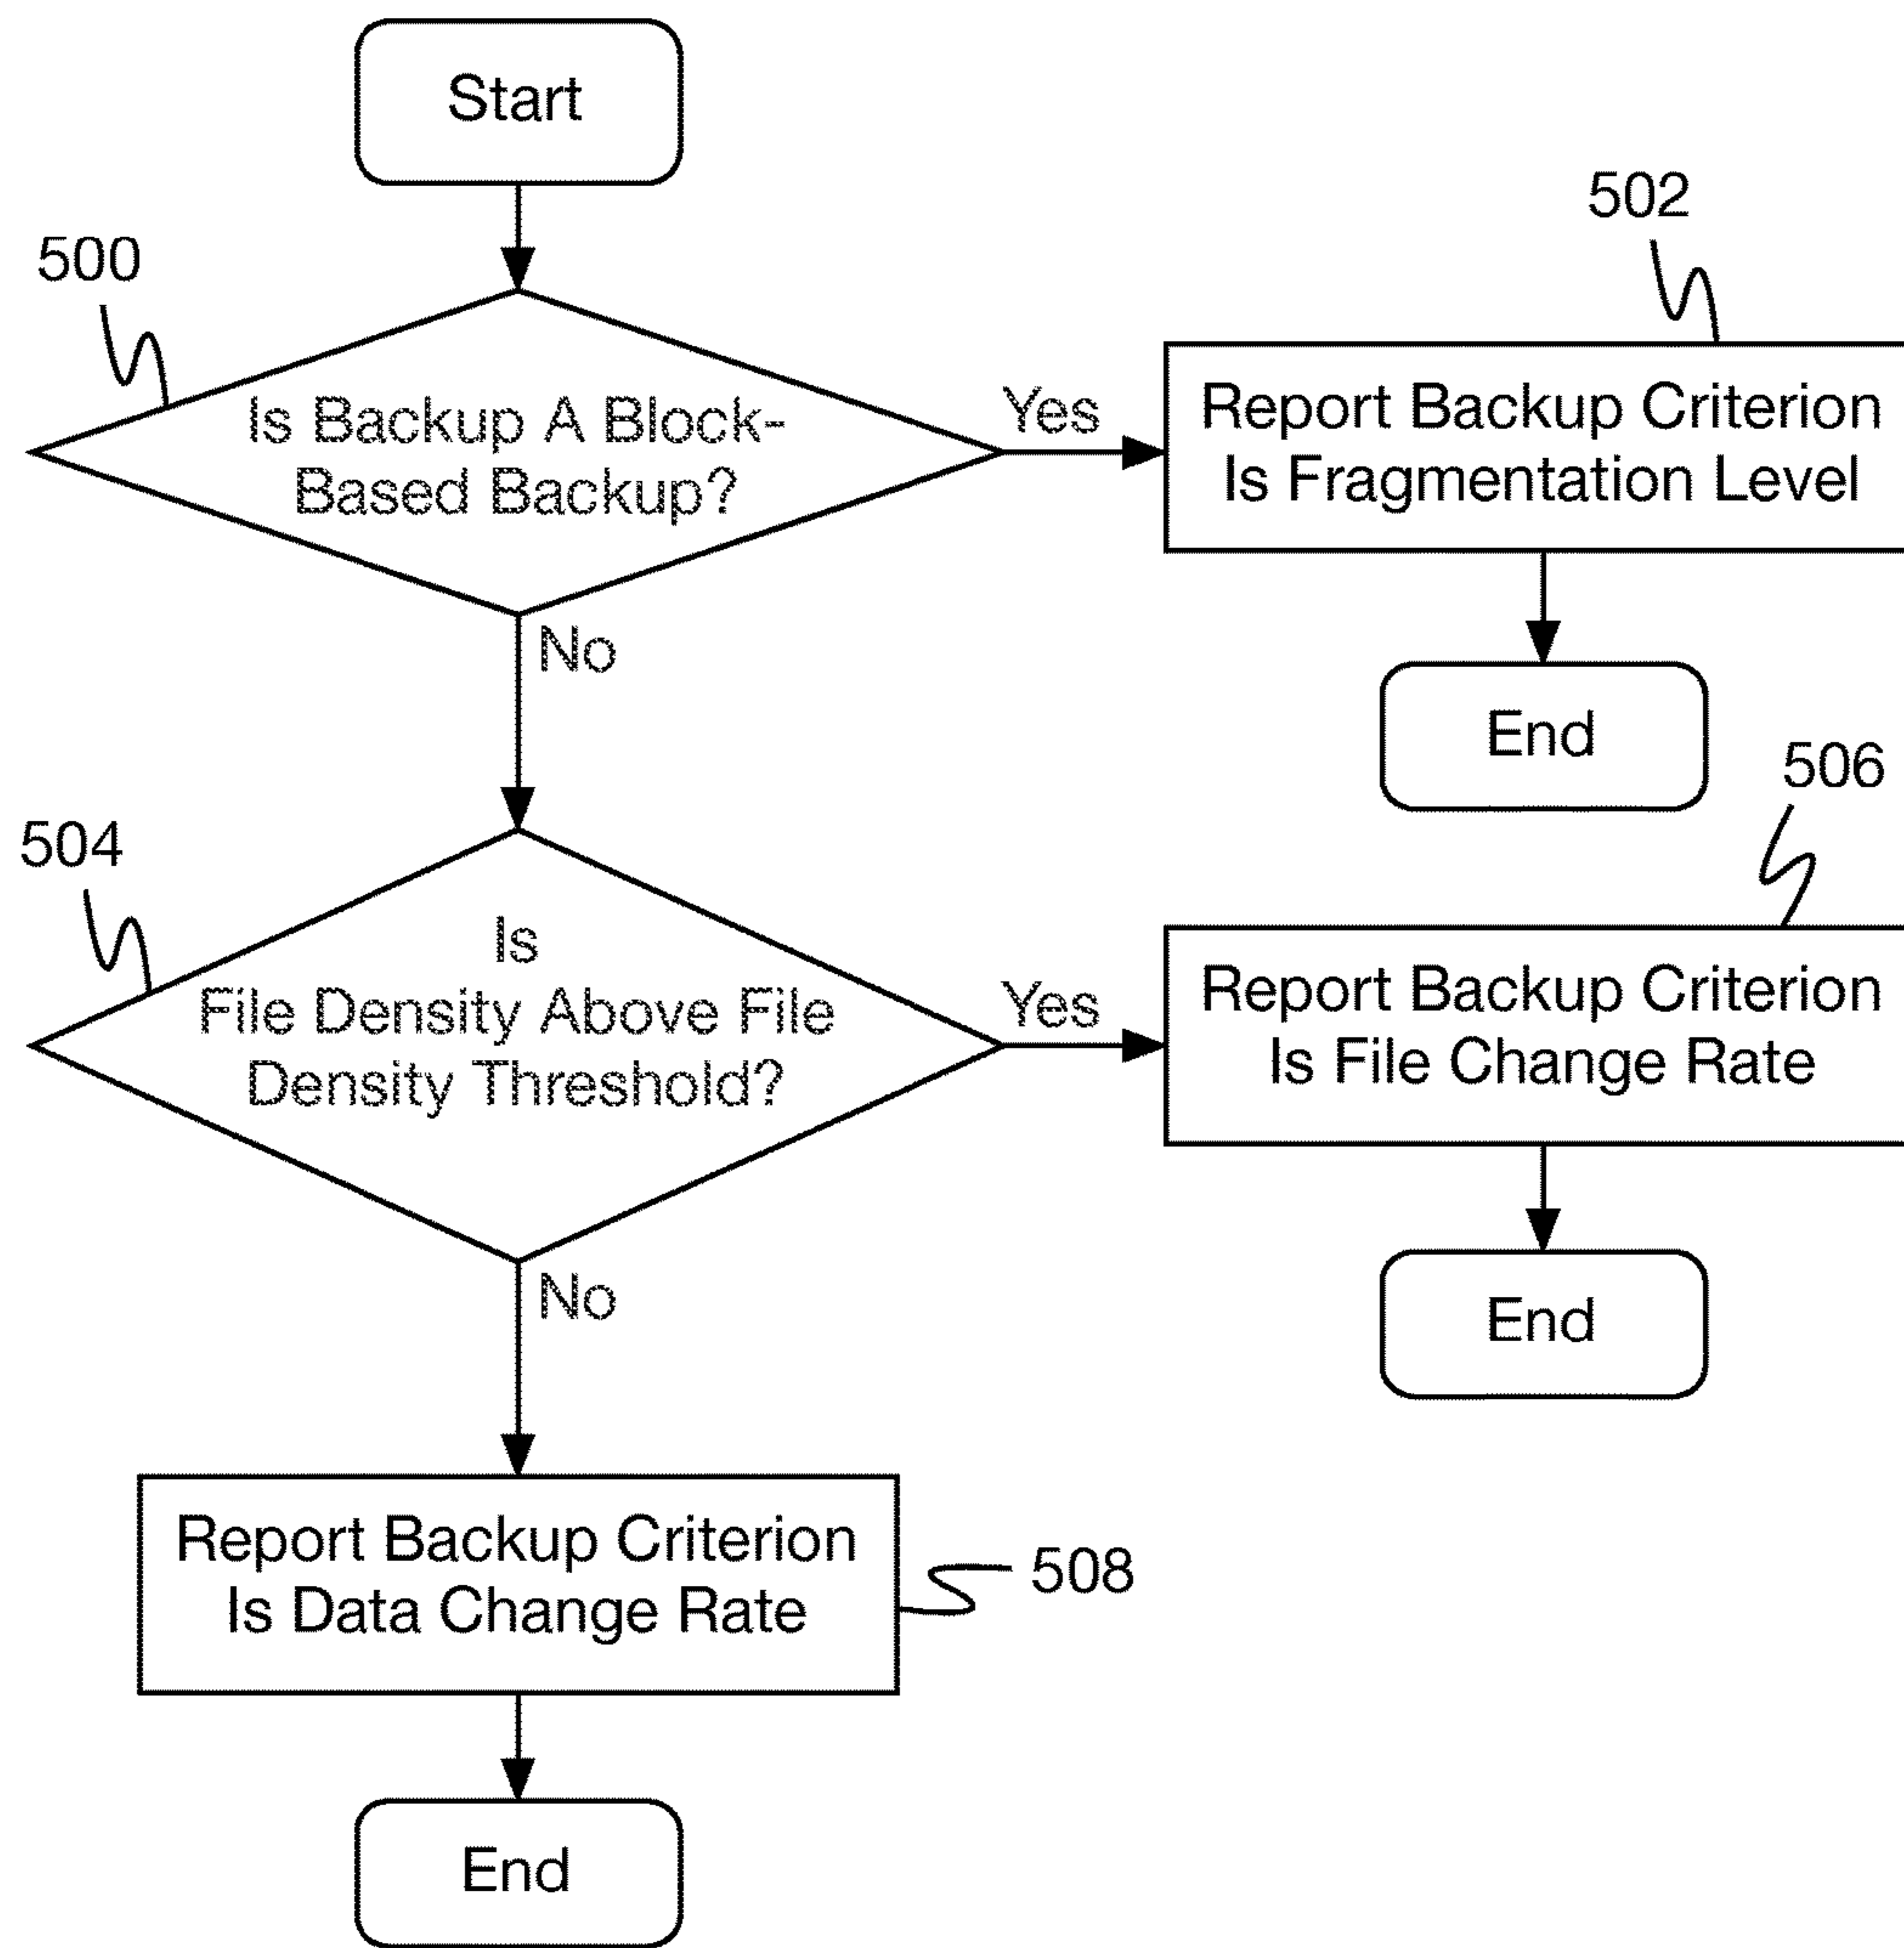 Start
500
502
Is Backup A Block-
Based Backup?
Yes
Report Backup Criterion
Is Fragmentation Level
No
End
504
506
Is
File Density Above File
Density Threshold?
Yes
Report Backup Criterion
Is File Change Rate
No
End
Report Backup Criterion
Is Data Change Rate
508
End